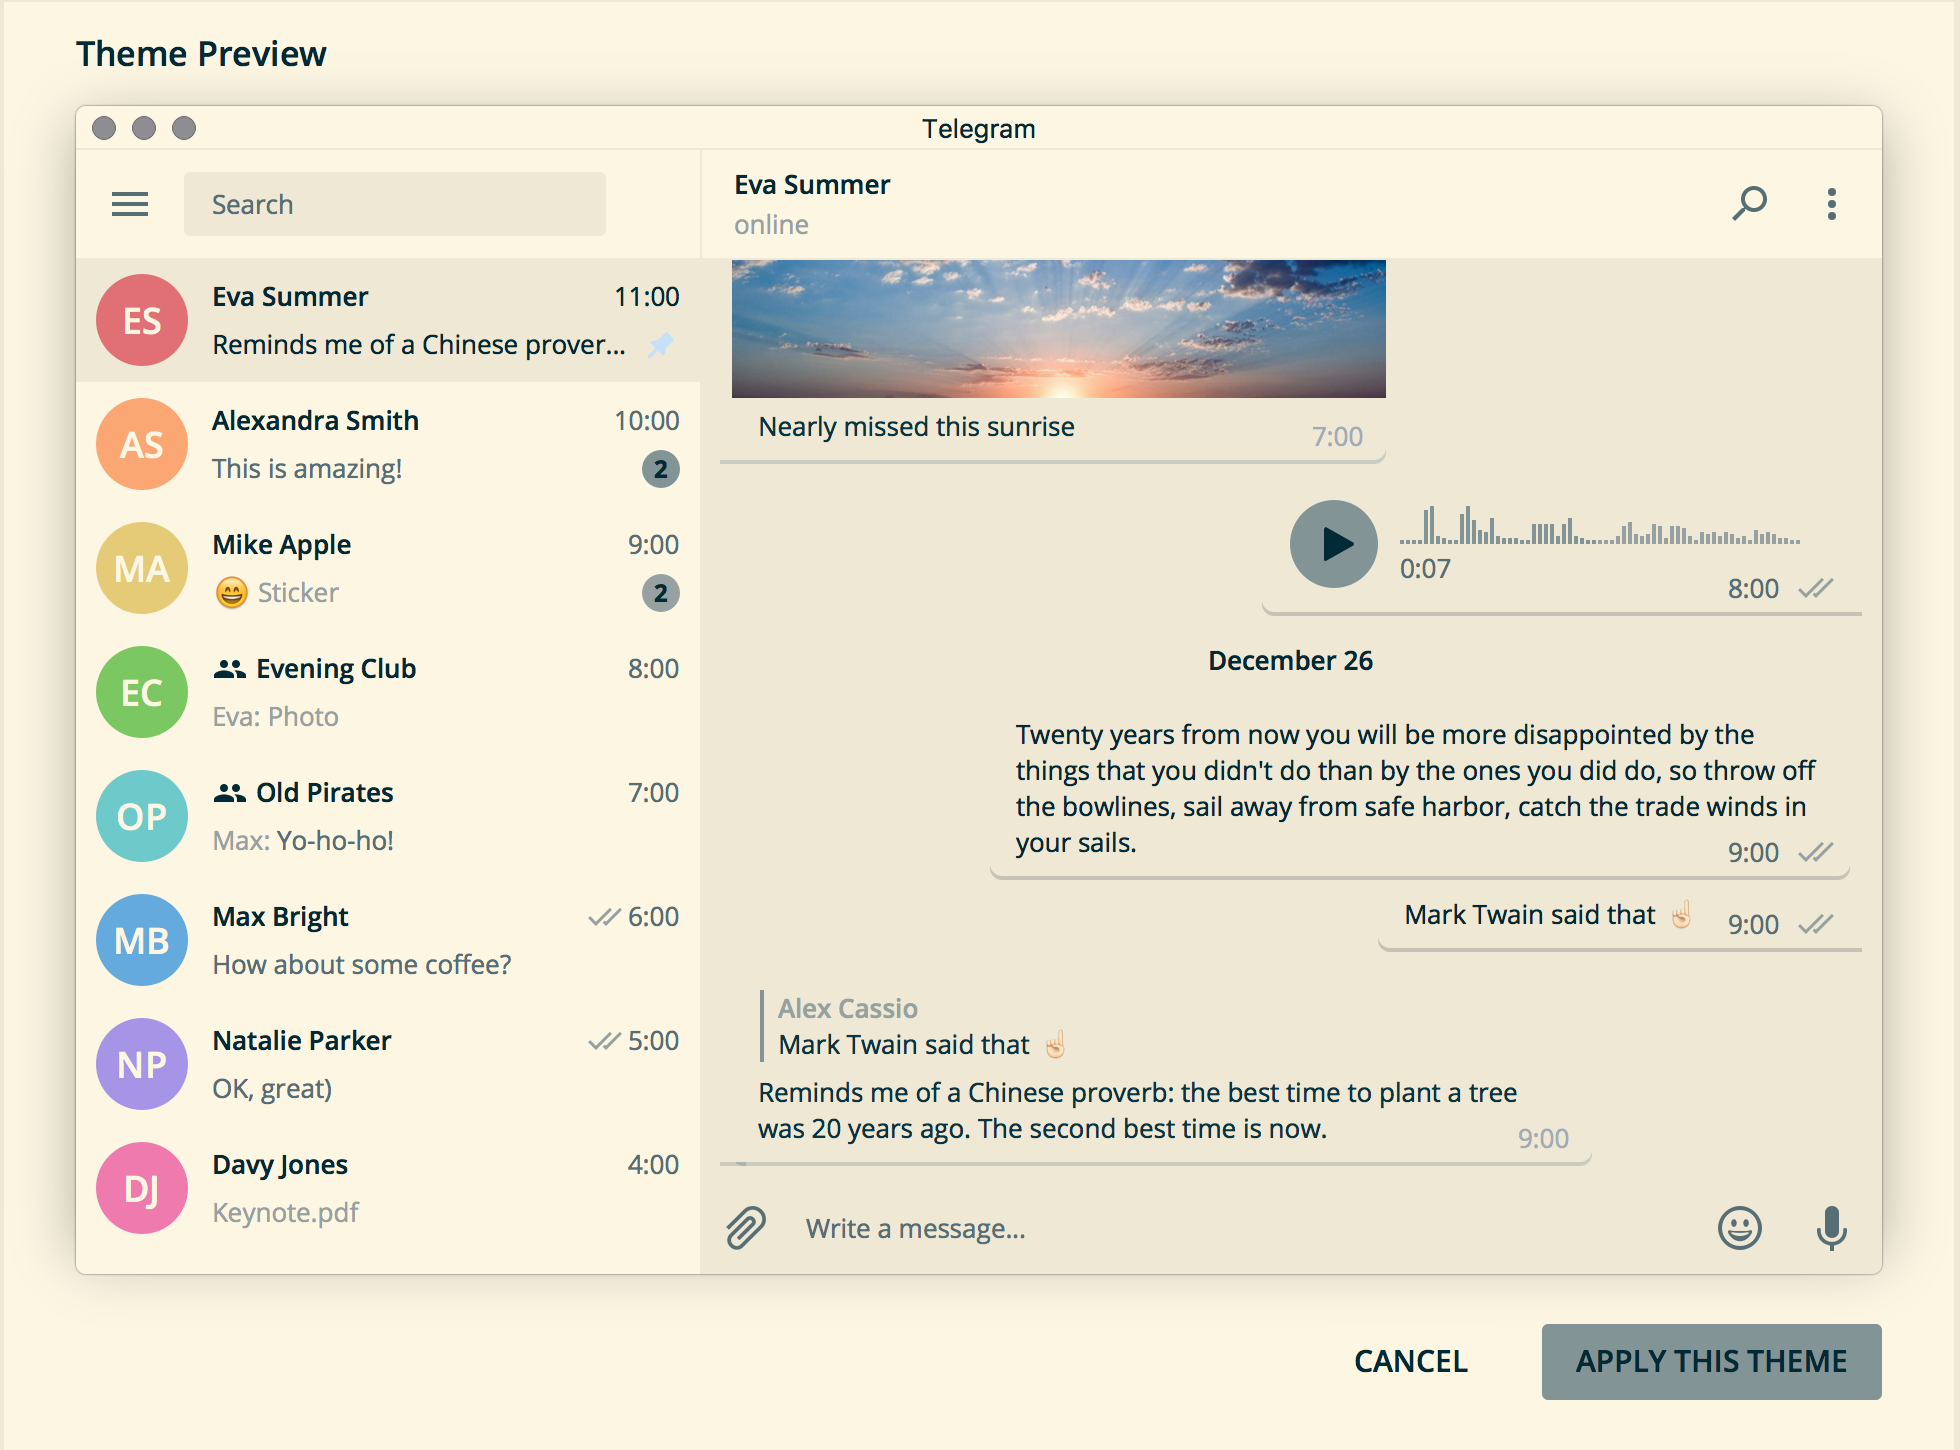 Theme Preview
Telegram
Search
ES
Eva Summer
11:00
Reminds me of a Chinese prover...
AS
Alexandra Smith
10:00
This is amazing!
2
MA
Mike Apple
9:00
😄 Sticker
2
EC
Evening Club
8:00
Eva: Photo
OP
Old Pirates
7:00
Max: Yo-ho-ho!
MB
Max Bright
6:00
How about some coffee?
NP
Natalie Parker
5:00
OK, great)
DJ
Davy Jones
4:00
Keynote.pdf
Eva Summer
online
Nearly missed this sunrise
7:00
0:07
8:00
December 26
Twenty years from now you will be more disappointed by the
things that you didn't do than by the ones you did do, so throw off
the bowlines, sail away from safe harbor, catch the trade winds in
your sails.
9:00
Mark Twain said that ☝🏻
9:00
Alex Cassio
Mark Twain said that ☝🏻
Reminds me of a Chinese proverb: the best time to plant a tree
was 20 years ago. The second best time is now.
9:00
Write a message...
CANCEL
APPLY THIS THEME